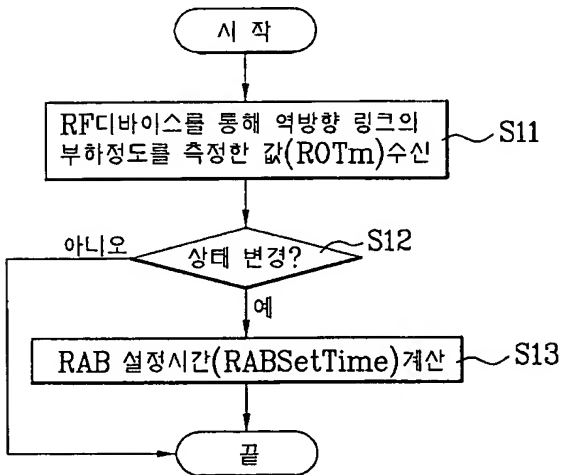 시 작
RF디바이스를 통해 역방향 링크의
부하정도를 측정한 값(ROTm)수신
S11
상태 변경?
S12
아니오
예
RAB 설정시간(RABSetTime)계산
S13
끝